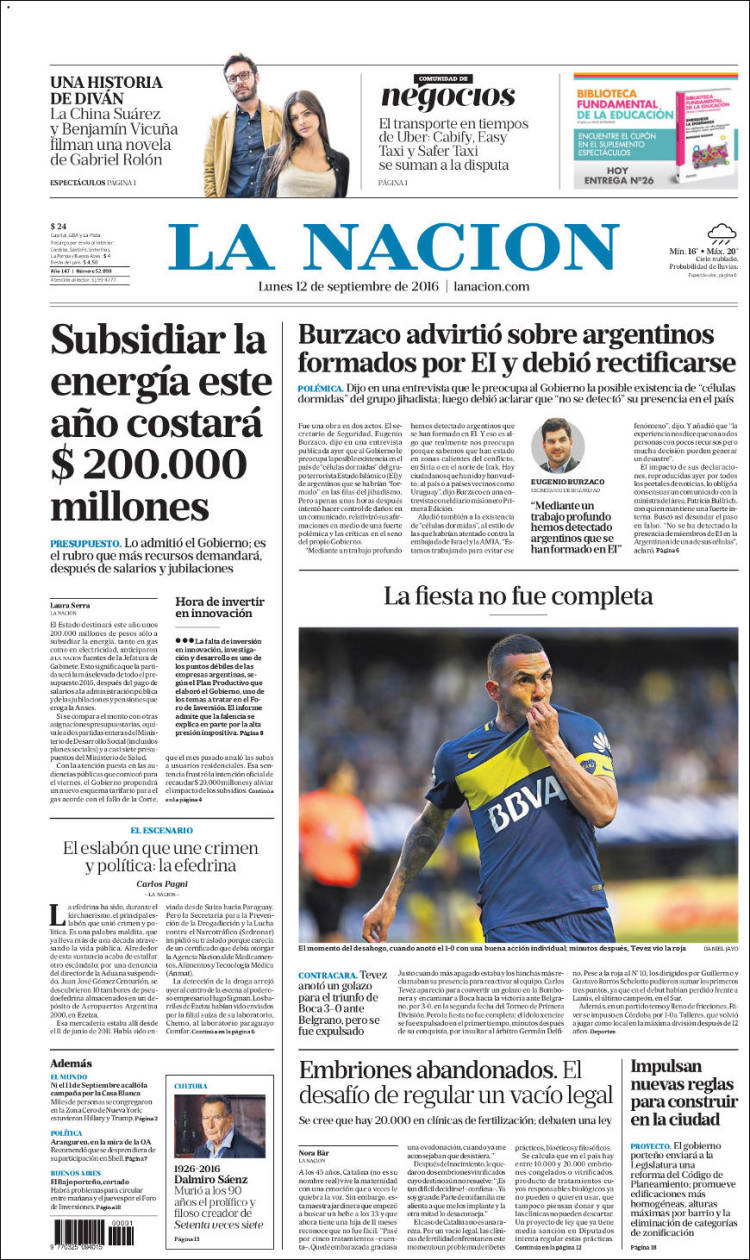 UNA HISTORIA
DE DIVÁN
La China Suárez
y Benjamín Vicuña
filman una novela
de Gabriel Rolón
ESPECTÁCULOS PÁGINA 1
COMUNIDAD DE
negocios
El transporte en tiempos
de Uber: Cabify, Easy
Taxi y Safer Taxi
se suman a la disputa
PÁGINA 1
BIBLIOTECA
FUNDAMENTAL
DE LA EDUCACIÓN
ENCUENTRE EL CUPÓN
EN EL SUPLEMENTO
ESPECTÁCULOS
HOY
ENTREGA Nº26
$ 24
Capital, GBA y La Plata.
Recargo por envío al interior:
Año 147 | Número 52.000
LA NACION
Lunes 12 de septiembre de 2016 | lanacion.com
Mín. 16° • Máx. 20°
Cielo nublado.
Probabilidad de lluvias.
Espectáculos, página 6
Subsidiar la
energía este
año costará
$ 200.000
millones
PRESUPUESTO. Lo admitió el Gobierno; es
el rubro que más recursos demandará,
después de salarios y jubilaciones
Laura Serra
LA NACION
El Estado destinará este año unos
200.000 millones de pesos sólo a
subsidiar la energía, tanto en gas
como en electricidad, anticiparon
a LA NACION fuentes de la Jefatura de
Gabinete. Esto significa que la partida
será la más elevada de todo el presupuesto
2016, después del pago de
salarios a la administración pública
y de las jubilaciones y pensiones que
eroga la Anses.
Si se compara el monto con otras
asignaciones presupuestarias, equivale
a dos partidas enteras del Ministerio
de Desarrollo Social (incluidos
planes sociales) y a casi siete presupuestos
del Ministerio de Salud.
Con la atención puesta en las audiencias
públicas que convocó para
el viernes, el Gobierno propondrá
un nuevo esquema tarifario para el
gas acorde con el fallo de la Corte,
Hora de invertir
en innovación
●●● La falta de inversión
en innovación, investigación
y desarrollo es uno de
los puntos débiles de las
empresas argentinas, según
el Plan Productivo que
elaboró el Gobierno, uno de
los temas a tratar en el Foro
de Inversión. El informe
admite que la falencia se
explica en parte por la alta
presión impositiva. Página 8
que el mes pasado anuló las subas
a usuarios residenciales. Esa sentencia
frustró la intención oficial de
recaudar $ 20.000 millones y aliviar
el impacto de los subsidios. Continúa
en la página 4
Burzaco advirtió sobre argentinos
formados por EI y debió rectificarse
POLÉMICA. Dijo en una entrevista que le preocupa al Gobierno la posible existencia de "células
dormidas" del grupo jihadista; luego debió aclarar que "no se detectó" su presencia en el país
Fue una obra en dos actos. El secretario
de Seguridad, Eugenio
Burzaco, dijo en una entrevista
publicada ayer que al Gobierno le
preocupa la posible existencia en el
país de "células dormidas" del grupo
terrorista Estado Islámico (EI) y
de argentinos que se habrían "formado"
en las filas del jihadismo.
Pero apenas unas horas después
intentó hacer control de daños: en
un comunicado, relativizó sus afirmaciones
en medio de una fuerte
polémica y las críticas en el seno
del propio Gobierno.
"Mediante un trabajo profundo
hemos detectado argentinos que
se han formado en EI. Y eso es algo
que realmente nos preocupa
porque sabemos que han estado
en zonas calientes del conflicto,
en Siria o en el norte de Irak. Hay
ciudadanos que han ido y han vuelto,
al país o a países vecinos como
Uruguay", dijo Burzaco en una entrevista
con el diario misionero Primera
Edición.
Aludió también a la existencia
de "células dormidas", al estilo de
las que habrían atentado contra la
embajada de Israel y la AMIA. "Estamos
trabajando para evitar ese
EUGENIO BURZACO
SECRETARIO DE SEGURIDAD
"Mediante un
trabajo profundo
hemos detectado
argentinos que se
han formado en EI"
fenómeno", dijo. Y añadió que "la
experiencia nos dice que uno o dos
personas con pocos recursos pero
mucha decisión pueden generar
un desastre".
El impacto de sus declaraciones,
reproducidas ayer por todos
los portales de noticias, lo obligó a
consensuar un comunicado con la
ministra del área, Patricia Bullrich,
con quien mantiene una fuerte interna.
Buscó así desandar el paso
en falso. "No se ha detectado la
presencia de miembros de EI en la
Argentina ni de una de sus células",
aclaró. Página 6
La fiesta no fue completa
BBVA
El momento del desahogo, cuando anotó el 1-0 con una buena acción individual; minutos después, Tevez vio la roja
DANIEL JAYO
CONTRACARA. Tevez
anotó un golazo
para el triunfo de
Boca 3-0 ante
Belgrano, pero se
fue expulsado
Justo cuando más apagado estaba y los hinchas más reclamaban
su presencia para reactivar al equipo, Carlos
Tevez apareció para convertir un golazo en la Bombonera
y encaminar a Boca hacia la victoria ante Belgrano,
por 3-0, en la segunda fecha del Torneo de Primera
División. Pero la fiesta no fue completa: el ídolo xeneize
se fue expulsado en el primer tiempo, minutos después
de su conquista, por insultar al árbitro Germán Delfino.
Pese a la roja al Nº 10, los dirigidos por Guillermo y
Gustavo Barros Schelotto pudieron sumar los primeros
tres puntos, ya que en el debut habían perdido frente a
Lanús, el último campeón, en el Sur.
Además, en un partido tenso y lleno de fricciones, River
se impuso en Córdoba por 1-0 a Talleres, que volvió
a jugar como local en la máxima división después de 12
años. Deportes
EL ESCENARIO
El eslabón que une crimen
y política: la efedrina
Carlos Pagni
—LA NACION—
La efedrina ha sido, durante el
kirchnerismo, el principal eslabón
que unió crimen y política.
Es una palabra maldita, que
ya lleva más de una década atravesando
la vida pública. Alrededor
de esta sustancia acaba de estallar
otro escándalo: por una denuncia
del director de la Aduana suspendido,
Juan José Gómez Centurión, se
descubrieron 10 tambores de pseudoefedrina
almacenados en un depósito
de Aeropuertos Argentina
2000, en Ezeiza.
Esa mercadería estaba allí desde
el 11 de junio de 2011. Había sido enviada
desde Suiza hacia Paraguay.
Pero la Secretaría para la Prevención
de la Drogadicción y la Lucha
contra el Narcotráfico (Sedronar)
impidió su traslado porque carecía
de un certificado que debía otorgar
la Agencia Nacional de Medicamentos,
Alimentos y Tecnología Médica
(Anmat).
La detección de la droga arrojó
ayer al centro de la escena al poderoso
empresario Hugo Sigman. Los barriles
de efedrina habían sido enviados
por la filial suiza de su laboratorio,
Chemo, al laboratorio paraguayo
Comfar. Continúa en la página 6
Además
EL MUNDO
Ni el 11 de Septiembre acalló la
campaña por la Casa Blanca
Miles de personas se congregaron
en la Zona Cero de Nueva York;
estuvieron Hillary y Trump. Página 2
POLÍTICA
Aranguren, en la mira de la OA
Recomendó que se desprendiera de
su participación en Shell. Página 7
BUENOS AIRES
El Bajo porteño, cortado
Habrá problemas para circular
entre mañana y el jueves por el Foro
de Inversiones. Página 18
00001
9 770325 094015
CULTURA
1926-2016
Dalmiro Sáenz
Murió a los 90
años el prolífico y
filoso creador de
Setenta veces siete
Página 13
Embriones abandonados. El
desafío de regular un vacío legal
Se cree que hay 20.000 en clínicas de fertilización; debaten una ley
Nora Bär
LA NACION
A los 45 años, Catalina (no es su
nombre real) vive la maternidad
con una emoción que a veces le
quiebra la voz. Sin embargo, esta
maestra jardinera que empezó
a buscar un bebe a los 33 y que
ahora tiene una hija de 11 meses
reconoce que no fue fácil. "Pasé
por cinco tratamientos –cuenta–.
Quedé embarazada gracias a
una ovodonación, cuando ya me
aconsejaban que desistiera."
Después del nacimiento, le quedaron
dos embriones vitrificados
cuyo destino aún no resuelve: "¡Es
tan difícil decidirse! –confiesa–. Ya
soy grande. Parte de mi familia me
alienta a que me los implante y la
otra mitad la desaconseja."
El caso de Catalina no es una rareza.
Por un vacío legal, las clínicas
de fertilidad enfrentan en este
momento un problema de ribetes
prácticos, bioéticos y filosóficos.
Se calcula que en el país hay
entre 10.000 y 20.000 embriones
congelados o vitrificados,
producto de tratamientos cuyos
responsables biológicos ya
no pueden o quieren usar, que
tampoco piensan donar y que
las clínicas no pueden descartar.
Un proyecto de ley que ya tiene
media sanción en Diputados
intenta regular estas prácticas.
Continúa en la página 12
Impulsan
nuevas reglas
para construir
en la ciudad
PROYECTO. El gobierno
porteño enviará a la
Legislatura una
reforma del Código de
Planeamiento; promueve
edificaciones más
homogéneas, alturas
máximas por barrio y la
eliminación de categorías
de zonificación
Página 18